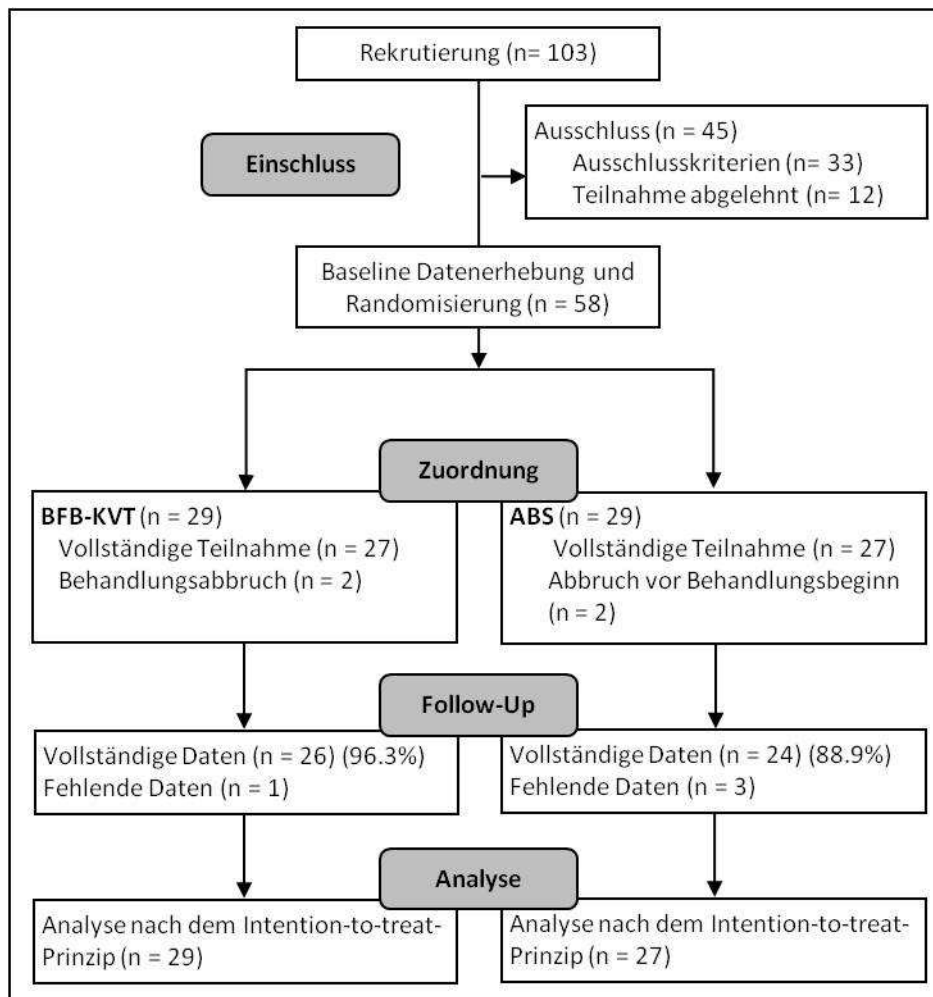 Rekrutierung (n= 103)
Einschluss
Ausschluss (n = 45)
Ausschlusskriterien (n= 33)
Teilnahme abgelehnt (n= 12)
Baseline Datenerhebung und
Randomisierung (n = 58)
Zuordnung
BFB-KVT (n = 29)
Vollständige Teilnahme (n = 27)
Behandlungsabbruch (n = 2)
ABS (n = 29)
Vollständige Teilnahme (n = 27)
Abbruch vor Behandlungsbeginn
(n = 2)
Follow-Up
Vollständige Daten (n = 26) (96.3%)
Fehlende Daten (n = 1)
Vollständige Daten (n = 24) (88.9%)
Fehlende Daten (n = 3)
Analyse
Analyse nach dem Intention-to-treat-
Prinzip (n = 29)
Analyse nach dem Intention-to-treat-
Prinzip (n = 27)